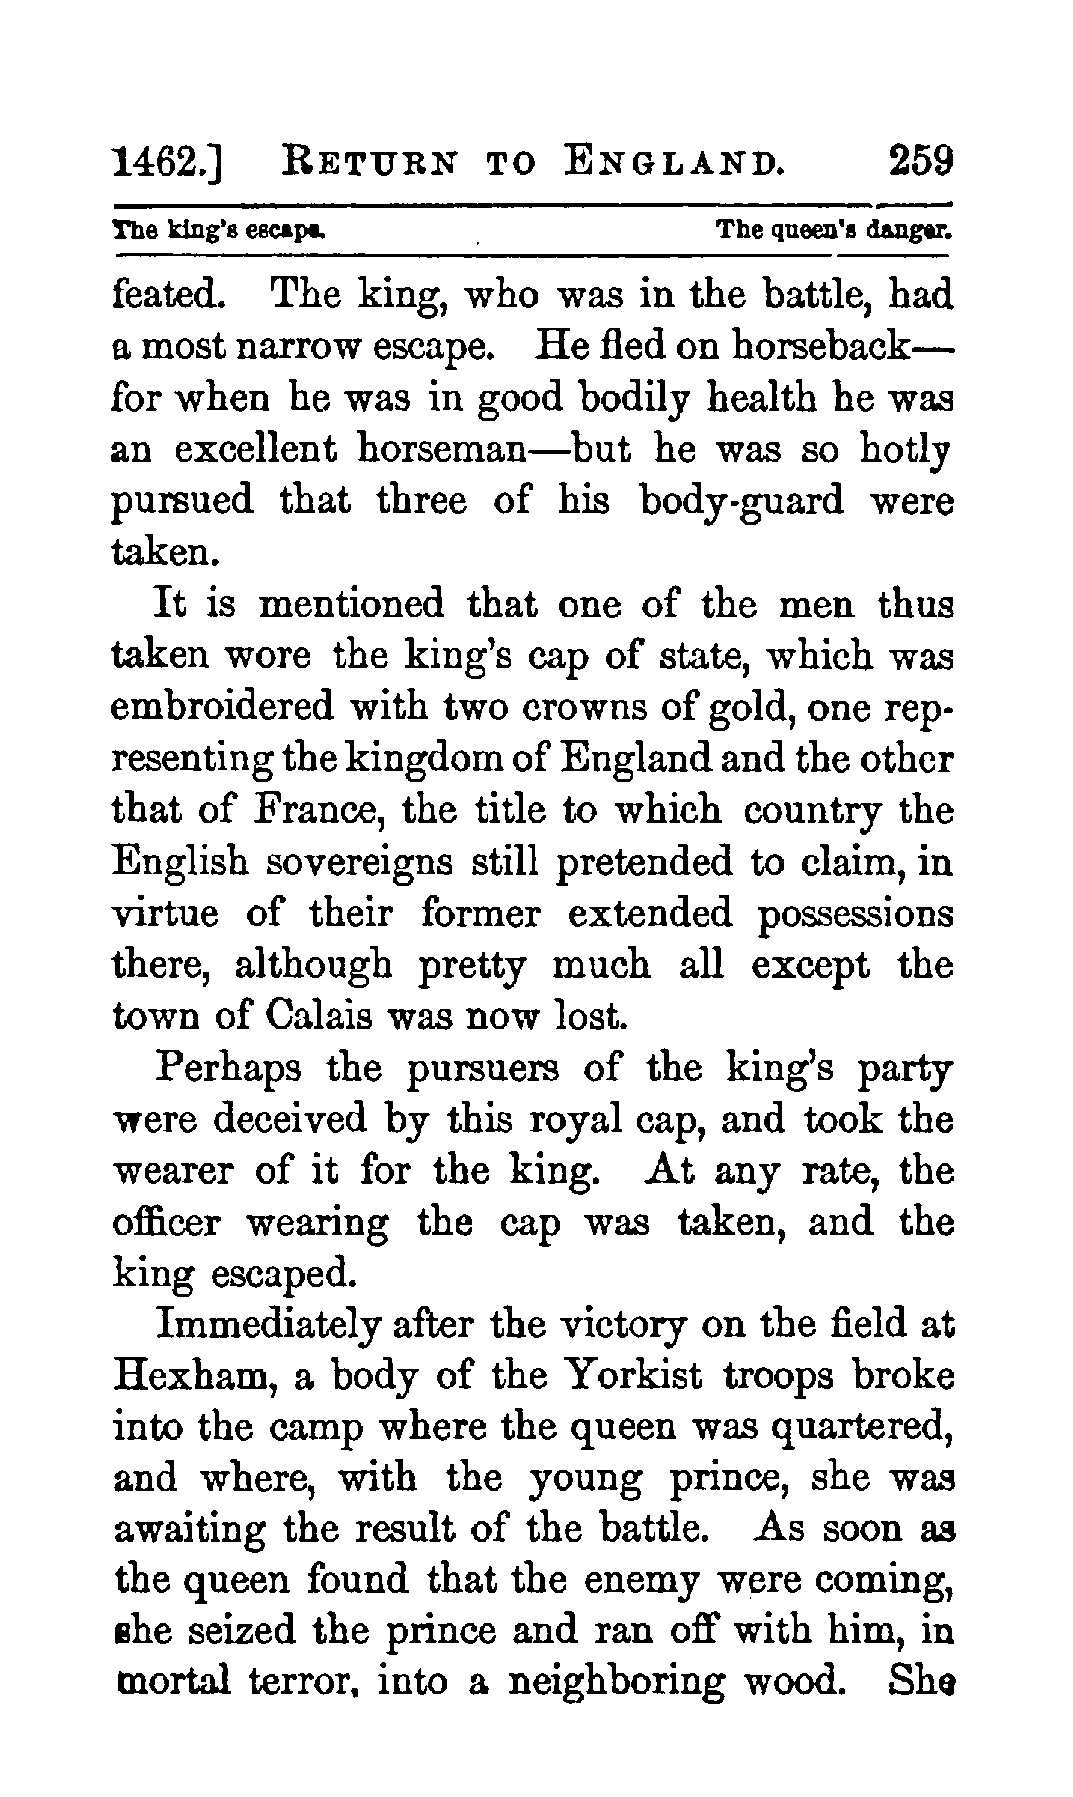 1462.] RETURN TO ENGLAND. 259
The king's escape. The queen's danger.
feated. The king, who was in the battle, had
a most narrow escape. He fled on horseback—
for when he was in good bodily health he was
an excellent horseman—but he was so hotly
pursued that three of his body-guard were
taken.
It is mentioned that one of the men thus
taken wore the king's cap of state, which was
embroidered with two crowns of gold, one rep-
resenting the kingdom of England and the other
that of France, the title to which country the
English sovereigns still pretended to claim, in
virtue of their former extended possessions
there, although pretty much all except the
town of Calais was now lost.
Perhaps the pursuers of the king's party
were deceived by this royal cap, and took the
wearer of it for the king. At any rate, the
officer wearing the cap was taken, and the
king escaped.
Immediately after the victory on the field at
Hexham, a body of the Yorkist troops broke
into the camp where the queen was quartered,
and where, with the young prince, she was
awaiting the result of the battle. As soon as
the queen found that the enemy were coming,
she seized the prince and ran off with him, in
mortal terror, into a neighboring wood. She